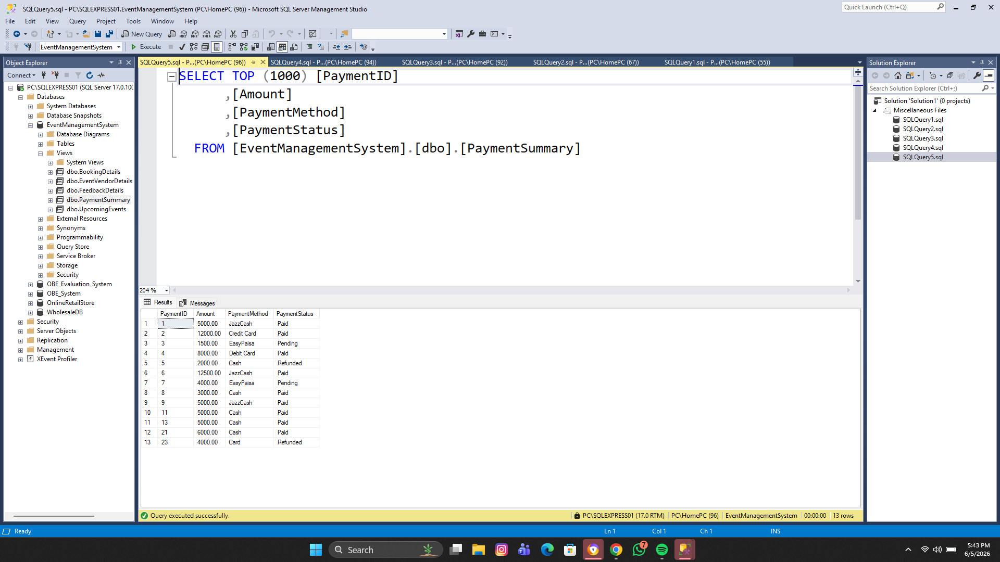 SQLQuery5.sql - PC\SQLEXPRESS01.EventManagementSystem (PC\HomePC (96)) - Microsoft SQL Server Management Studio
Quick Launch (Ctrl+Q)
File Edit View Query Project Tools Window Help
New Query
MDX DMX XMLA DAX
EventManagementSystem Execute
Object Explorer
Connect
PC\SQLEXPRESS01 (SQL Server 17.0.100
Databases
System Databases
Database Snapshots
EventManagementSystem
Database Diagrams
Tables
Views
System Views
dbo.BookingDetails
dbo.EventVendorDetails
dbo.FeedbackDetails
dbo.PaymentSummary
dbo.UpcomingEvents
External Resources
Synonyms
Programmability
Query Store
Service Broker
Storage
Security
OBE_Evaluation_System
OBE_System
OnlineRetailStore
WholesaleDB
Security
Server Objects
Replication
Management
XEvent Profiler
SQLQuery5.sql - P...(PC\HomePC (96)) SQLQuery4.sql - P...(PC\HomePC (94)) SQLQuery3.sql - P...(PC\HomePC (92)) SQLQuery2.sql - P...(PC\HomePC (67)) SQLQuery1.sql - P...(PC\HomePC (55))
SELECT TOP (1000) [PaymentID]
,[Amount]
,[PaymentMethod]
,[PaymentStatus]
FROM [EventManagementSystem].[dbo].[PaymentSummary]
204 %
Results Messages
PaymentID Amount PaymentMethod PaymentStatus
1 1 5000.00 JazzCash Paid
2 2 12000.00 Credit Card Paid
3 3 1500.00 EasyPaisa Pending
4 4 8000.00 Debit Card Paid
5 5 2000.00 Cash Refunded
6 6 12500.00 JazzCash Paid
7 7 4000.00 EasyPaisa Pending
8 8 3000.00 Cash Paid
9 9 5000.00 JazzCash Paid
10 11 5000.00 Cash Paid
11 13 5000.00 Cash Paid
12 21 6000.00 Cash Paid
13 23 4000.00 Card Refunded
Query executed successfully. PC\SQLEXPRESS01 (17.0 RTM) PC\HomePC (96) EventManagementSystem 00:00:00 13 rows
Solution Explorer
Search Solution Explorer (Ctrl+;)
Solution 'Solution1' (0 projects)
Miscellaneous Files
SQLQuery1.sql
SQLQuery2.sql
SQLQuery3.sql
SQLQuery4.sql
SQLQuery5.sql
Ready Ln 1 Col 1 Ch 1 INS
Search
7
5:43 PM
6/5/2026